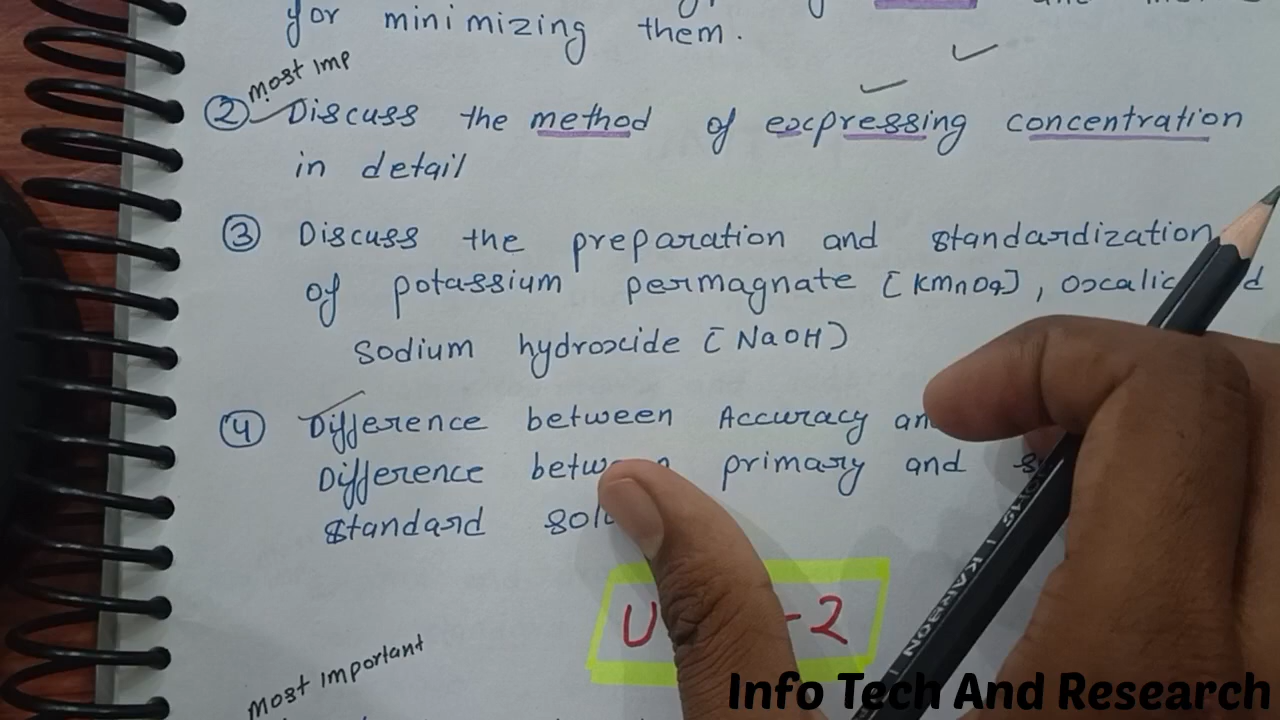 for minimizing them.
most imp
② Discuss the method of expressing concentration
in detail
③ Discuss the preparation and standardization
of potassium permagnate [KMnO4], oxalic
sodium hydroxide [NaOH)
④ Difference between Accuracy
Difference primary and
standard
most important
KARBON
Info Tech And Research